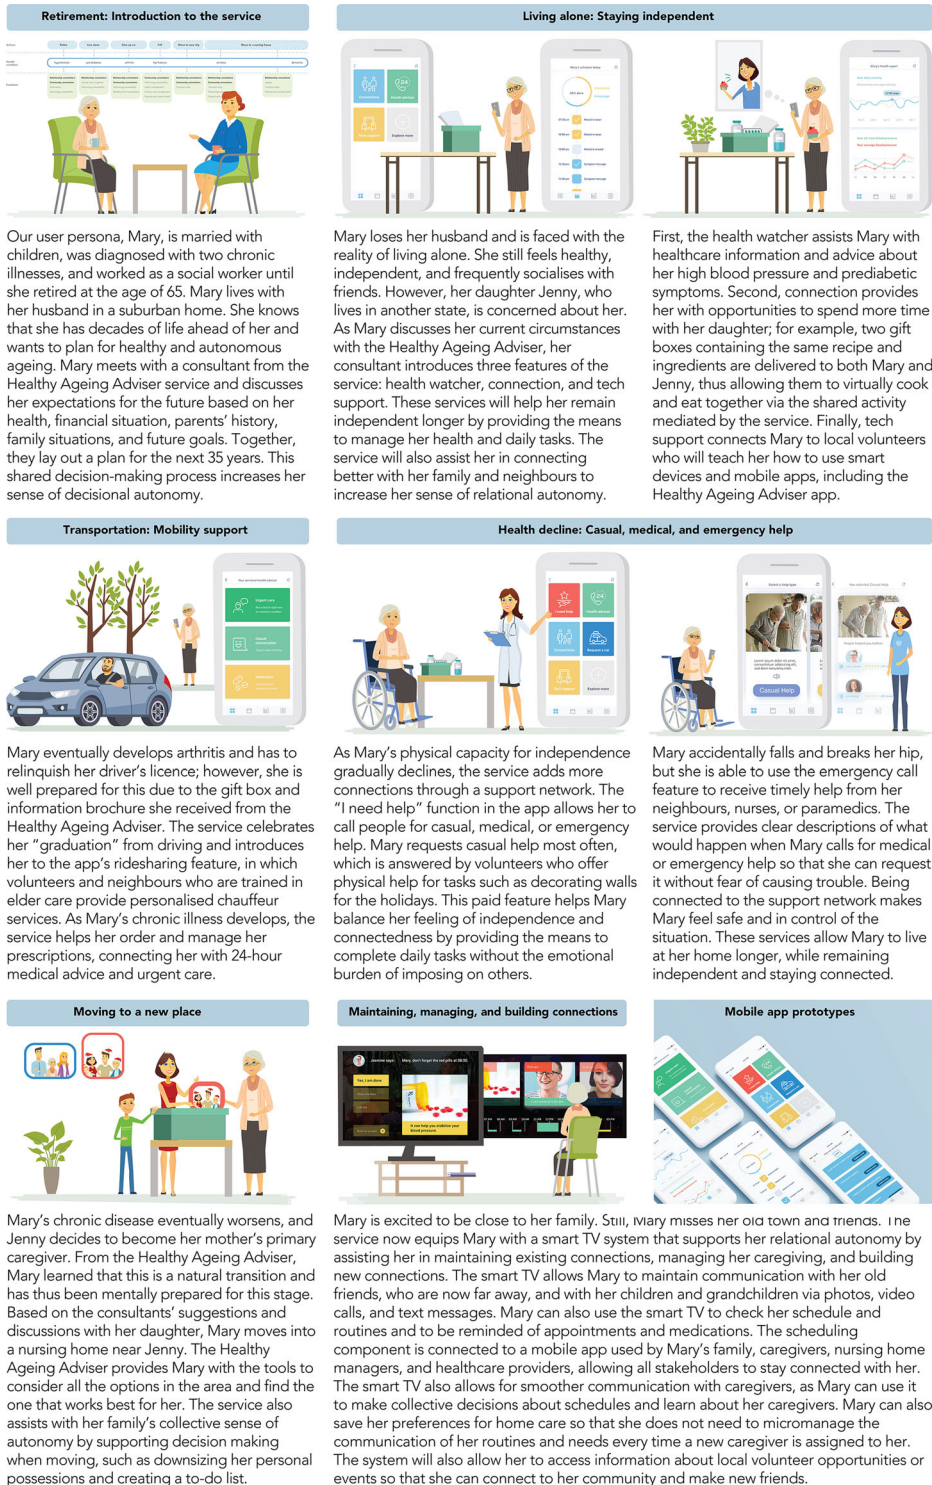 Retirement: Introduction to the service
Our user persona, Mary, is married with
children, was diagnosed with two chronic
illnesses, and worked as a social worker until
she retired at the age of 65. Mary lives with
her husband in a suburban home. She knows
that she has decades of life ahead of her and
wants to plan for healthy and autonomous
ageing. Mary meets with a consultant from the
Healthy Ageing Adviser service and discusses
her expectations for the future based on her
health, financial situation, parents’ history,
family situations, and future goals. Together,
they lay out a plan for the next 35 years. This
shared decision-making process increases her
sense of decisional autonomy.
Living alone: Staying independent
Connections
Health advisor
Tech support
Explore more
Mary loses her husband and is faced with the
reality of living alone. She still feels healthy,
independent, and frequently socialises with
friends. However, her daughter Jenny, who
lives in another state, is concerned about her.
As Mary discusses her current circumstances
with the Healthy Ageing Adviser, her
consultant introduces three features of the
service: health watcher, connection, and tech
support. These services will help her remain
independent longer by providing the means
to manage her health and daily tasks. The
service will also assist her in connecting
better with her family and neighbours to
increase her sense of relational autonomy.
First, the health watcher assists Mary with
healthcare information and advice about
her high blood pressure and prediabetic
symptoms. Second, connection provides
her with opportunities to spend more time
with her daughter; for example, two gift
boxes containing the same recipe and
ingredients are delivered to both Mary and
Jenny, thus allowing them to virtually cook
and eat together via the shared activity
mediated by the service. Finally, tech
support connects Mary to local volunteers
who will teach her how to use smart
devices and mobile apps, including the
Healthy Ageing Adviser app.
Transportation: Mobility support
Urgent care
Mary eventually develops arthritis and has to
relinquish her driver’s licence; however, she is
well prepared for this due to the gift box and
information brochure she received from the
Healthy Ageing Adviser. The service celebrates
her “graduation” from driving and introduces
her to the app’s ridesharing feature, in which
volunteers and neighbours who are trained in
elder care provide personalised chauffeur
services. As Mary’s chronic illness develops, the
service helps her order and manage her
prescriptions, connecting her with 24-hour
medical advice and urgent care.
Health decline: Casual, medical, and emergency help
I need help
Health advisor
Connections
Request a car
Tech support
Explore more
Select a help type
Casual Help
As Mary’s physical capacity for independence
gradually declines, the service adds more
connections through a support network. The
“I need help” function in the app allows her to
call people for casual, medical, or emergency
help. Mary requests casual help most often,
which is answered by volunteers who offer
physical help for tasks such as decorating walls
for the holidays. This paid feature helps Mary
balance her feeling of independence and
connectedness by providing the means to
complete daily tasks without the emotional
burden of imposing on others.
Mary accidentally falls and breaks her hip,
but she is able to use the emergency call
feature to receive timely help from her
neighbours, nurses, or paramedics. The
service provides clear descriptions of what
would happen when Mary calls for medical
or emergency help so that she can request
it without fear of causing trouble. Being
connected to the support network makes
Mary feel safe and in control of the
situation. These services allow Mary to live
at her home longer, while remaining
independent and staying connected.
Moving to a new place
Mary’s chronic disease eventually worsens, and
Jenny decides to become her mother’s primary
caregiver. From the Healthy Ageing Adviser,
Mary learned that this is a natural transition and
has thus been mentally prepared for this stage.
Based on the consultants’ suggestions and
discussions with her daughter, Mary moves into
a nursing home near Jenny. The Healthy
Ageing Adviser provides Mary with the tools to
consider all the options in the area and find the
one that works best for her. The service also
assists with her family’s collective sense of
autonomy by supporting decision making
when moving, such as downsizing her personal
possessions and creating a to-do list.
Maintaining, managing, and building connections
Jasmine says:
Mary, don't forget the red pills at 08:00.
Yes, I am done
It can help you stabilize your
blood pressure.
Mobile app prototypes
Mary is excited to be close to her family. Still, Mary misses her old town and friends. The
service now equips Mary with a smart TV system that supports her relational autonomy by
assisting her in maintaining existing connections, managing her caregiving, and building
new connections. The smart TV allows Mary to maintain communication with her old
friends, who are now far away, and with her children and grandchildren via photos, video
calls, and text messages. Mary can also use the smart TV to check her schedule and
routines and to be reminded of appointments and medications. The scheduling
component is connected to a mobile app used by Mary’s family, caregivers, nursing home
managers, and healthcare providers, allowing all stakeholders to stay connected with her.
The smart TV also allows for smoother communication with caregivers, as Mary can use it
to make collective decisions about schedules and learn about her caregivers. Mary can also
save her preferences for home care so that she does not need to micromanage the
communication of her routines and needs every time a new caregiver is assigned to her.
The system will also allow her to access information about local volunteer opportunities or
events so that she can connect to her community and make new friends.